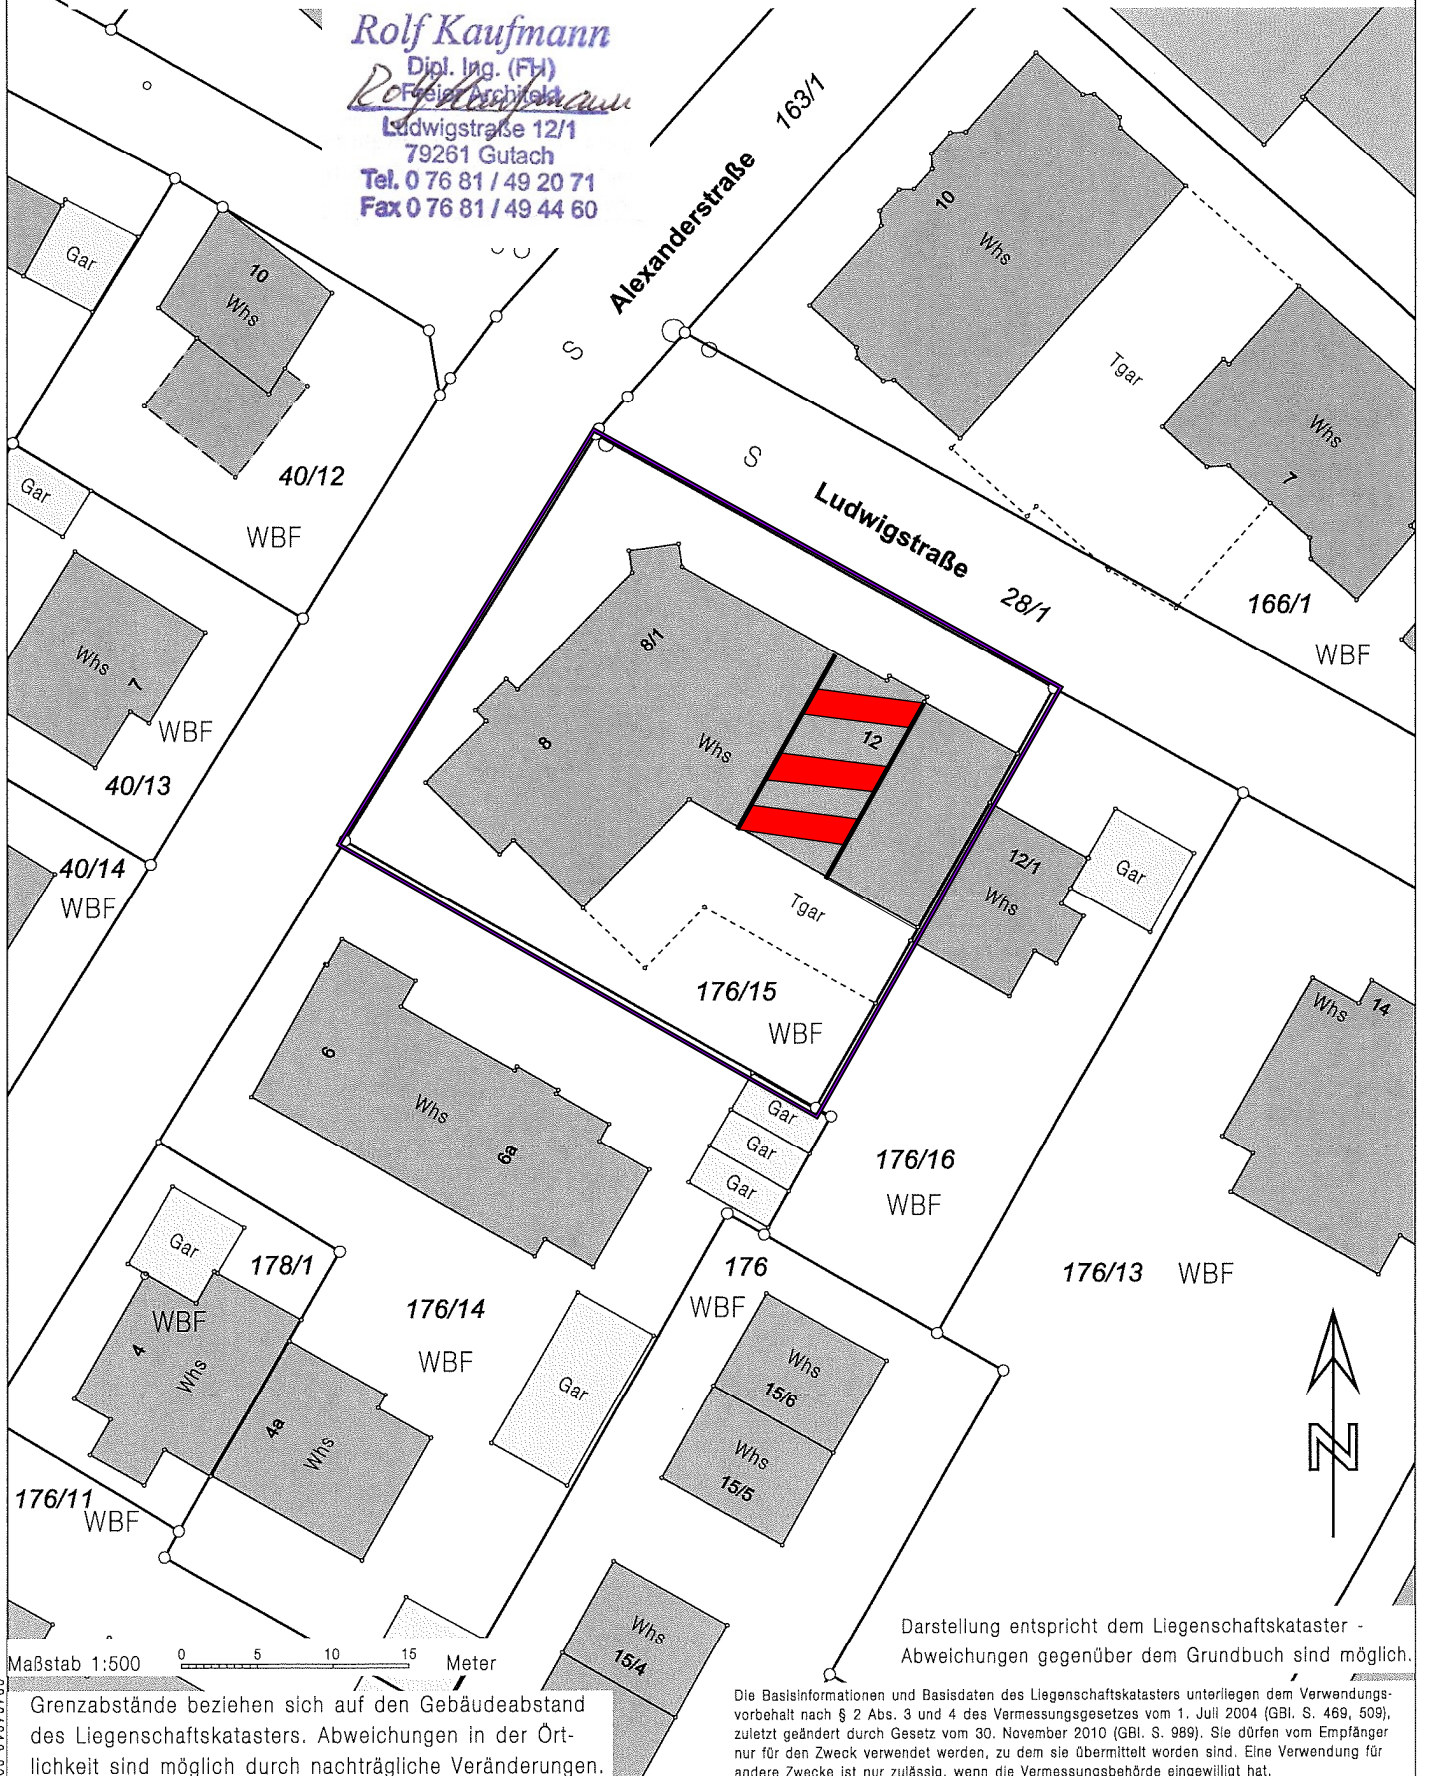 Rolf Kaufmann
Dipl. Ing. (FH)
Freier Architekt
Rolf Kaufmann
Ludwigstraße 12/1
79261 Gutach
Tel. 0 76 81 / 49 20 71
Fax 0 76 81 / 49 44 60
163/1
Alexanderstraße
10
Whs
Gar
10
Whs
S
Tgar
Whs
7
40/12
WBF
Gar
S
Ludwigstraße
28/1
166/1
WBF
8/1
Whs
7
WBF
40/13
8
Whs
12
40/14
WBF
12/1
Whs
Gar
Tgar
176/15
WBF
Whs
14
6
Whs
6a
Gar
Gar
Gar
176/16
WBF
Gar
178/1
WBF
4
Whs
176/14
WBF
176
WBF
176/13 WBF
Gar
Whs
15/6
4a
Whs
Whs
15/5
176/11
WBF
N
Whs
15/4
Maßstab 1:500
0 5 10 15
Meter
Darstellung entspricht dem Liegenschaftskataster -
Abweichungen gegenüber dem Grundbuch sind möglich.
Grenzabstände beziehen sich auf den Gebäudeabstand
des Liegenschaftskatasters. Abweichungen in der Ört-
lichkeit sind möglich durch nachträgliche Veränderungen.
Die Basisinformationen und Basisdaten des Liegenschaftskatasters unterliegen dem Verwendungs-
vorbehalt nach § 2 Abs. 3 und 4 des Vermessungsgesetzes vom 1. Juli 2004 (GBl. S. 469, 509),
zuletzt geändert durch Gesetz vom 30. November 2010 (GBl. S. 989). Sie dürfen vom Empfänger
nur für den Zweck verwendet werden, zu dem sie übermittelt worden sind. Eine Verwendung für
andere Zwecke ist nur zulässig, wenn die Vermessungsbehörde eingewilligt hat.